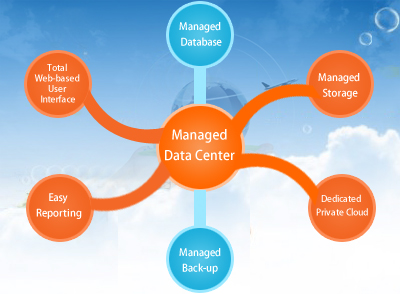 Managed
Database
Total
Web-based
User
Interface
Managed
Storage
Managed
Data Center
Easy
Reporting
Dedicated
Private Cloud
Managed
Back-up